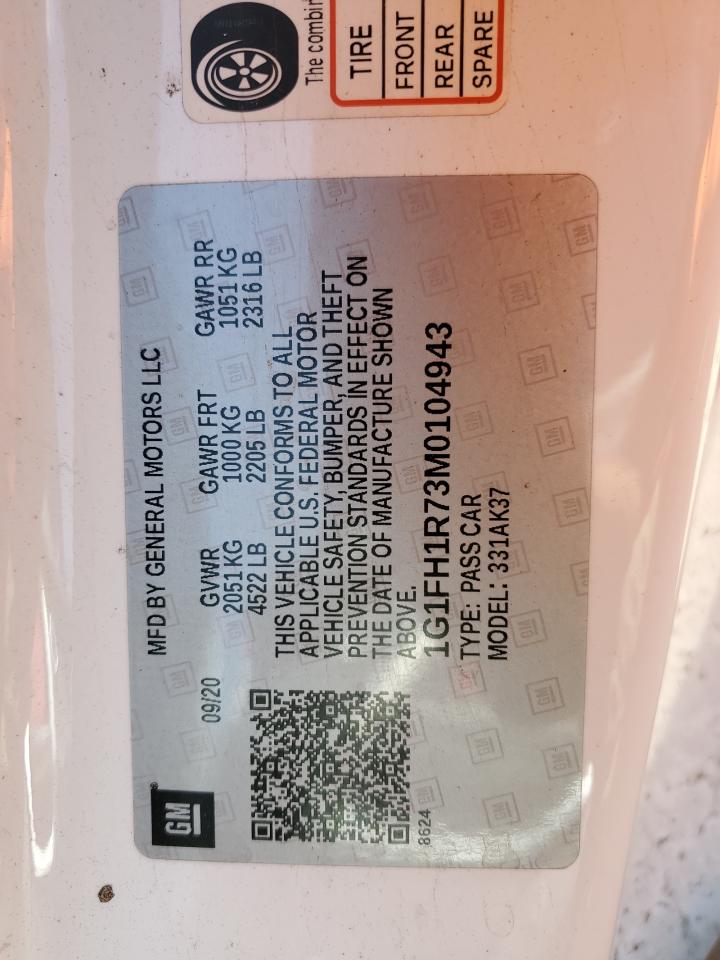 The combin
TIRE
FRONT
REAR
SPARE
GM
MFD BY GENERAL MOTORS LLC
09/20
GVWR GAWR FRT GAWR RR
2051 KG 1000 KG 1051 KG
4522 LB 2205 LB 2316 LB
THIS VEHICLE CONFORMS TO ALL
APPLICABLE U.S. FEDERAL MOTOR
VEHICLE SAFETY, BUMPER, AND THEFT
PREVENTION STANDARDS IN EFFECT ON
THE DATE OF MANUFACTURE SHOWN
ABOVE.
1G1FH1R73M0104943
TYPE: PASS CAR
MODEL: 331AK37
8624